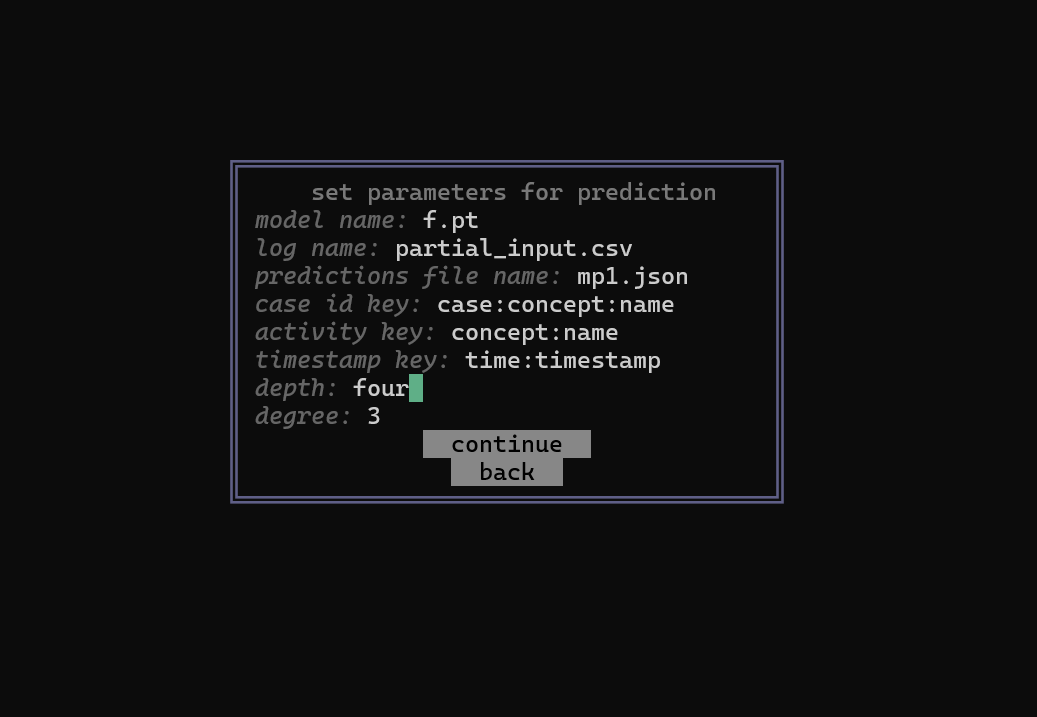 set parameters for prediction
model name: f.pt
log name: partial_input.csv
predictions file name: mp1.json
case id key: case:concept:name
activity key: concept:name
timestamp key: time:timestamp
depth: four
degree: 3
continue
back